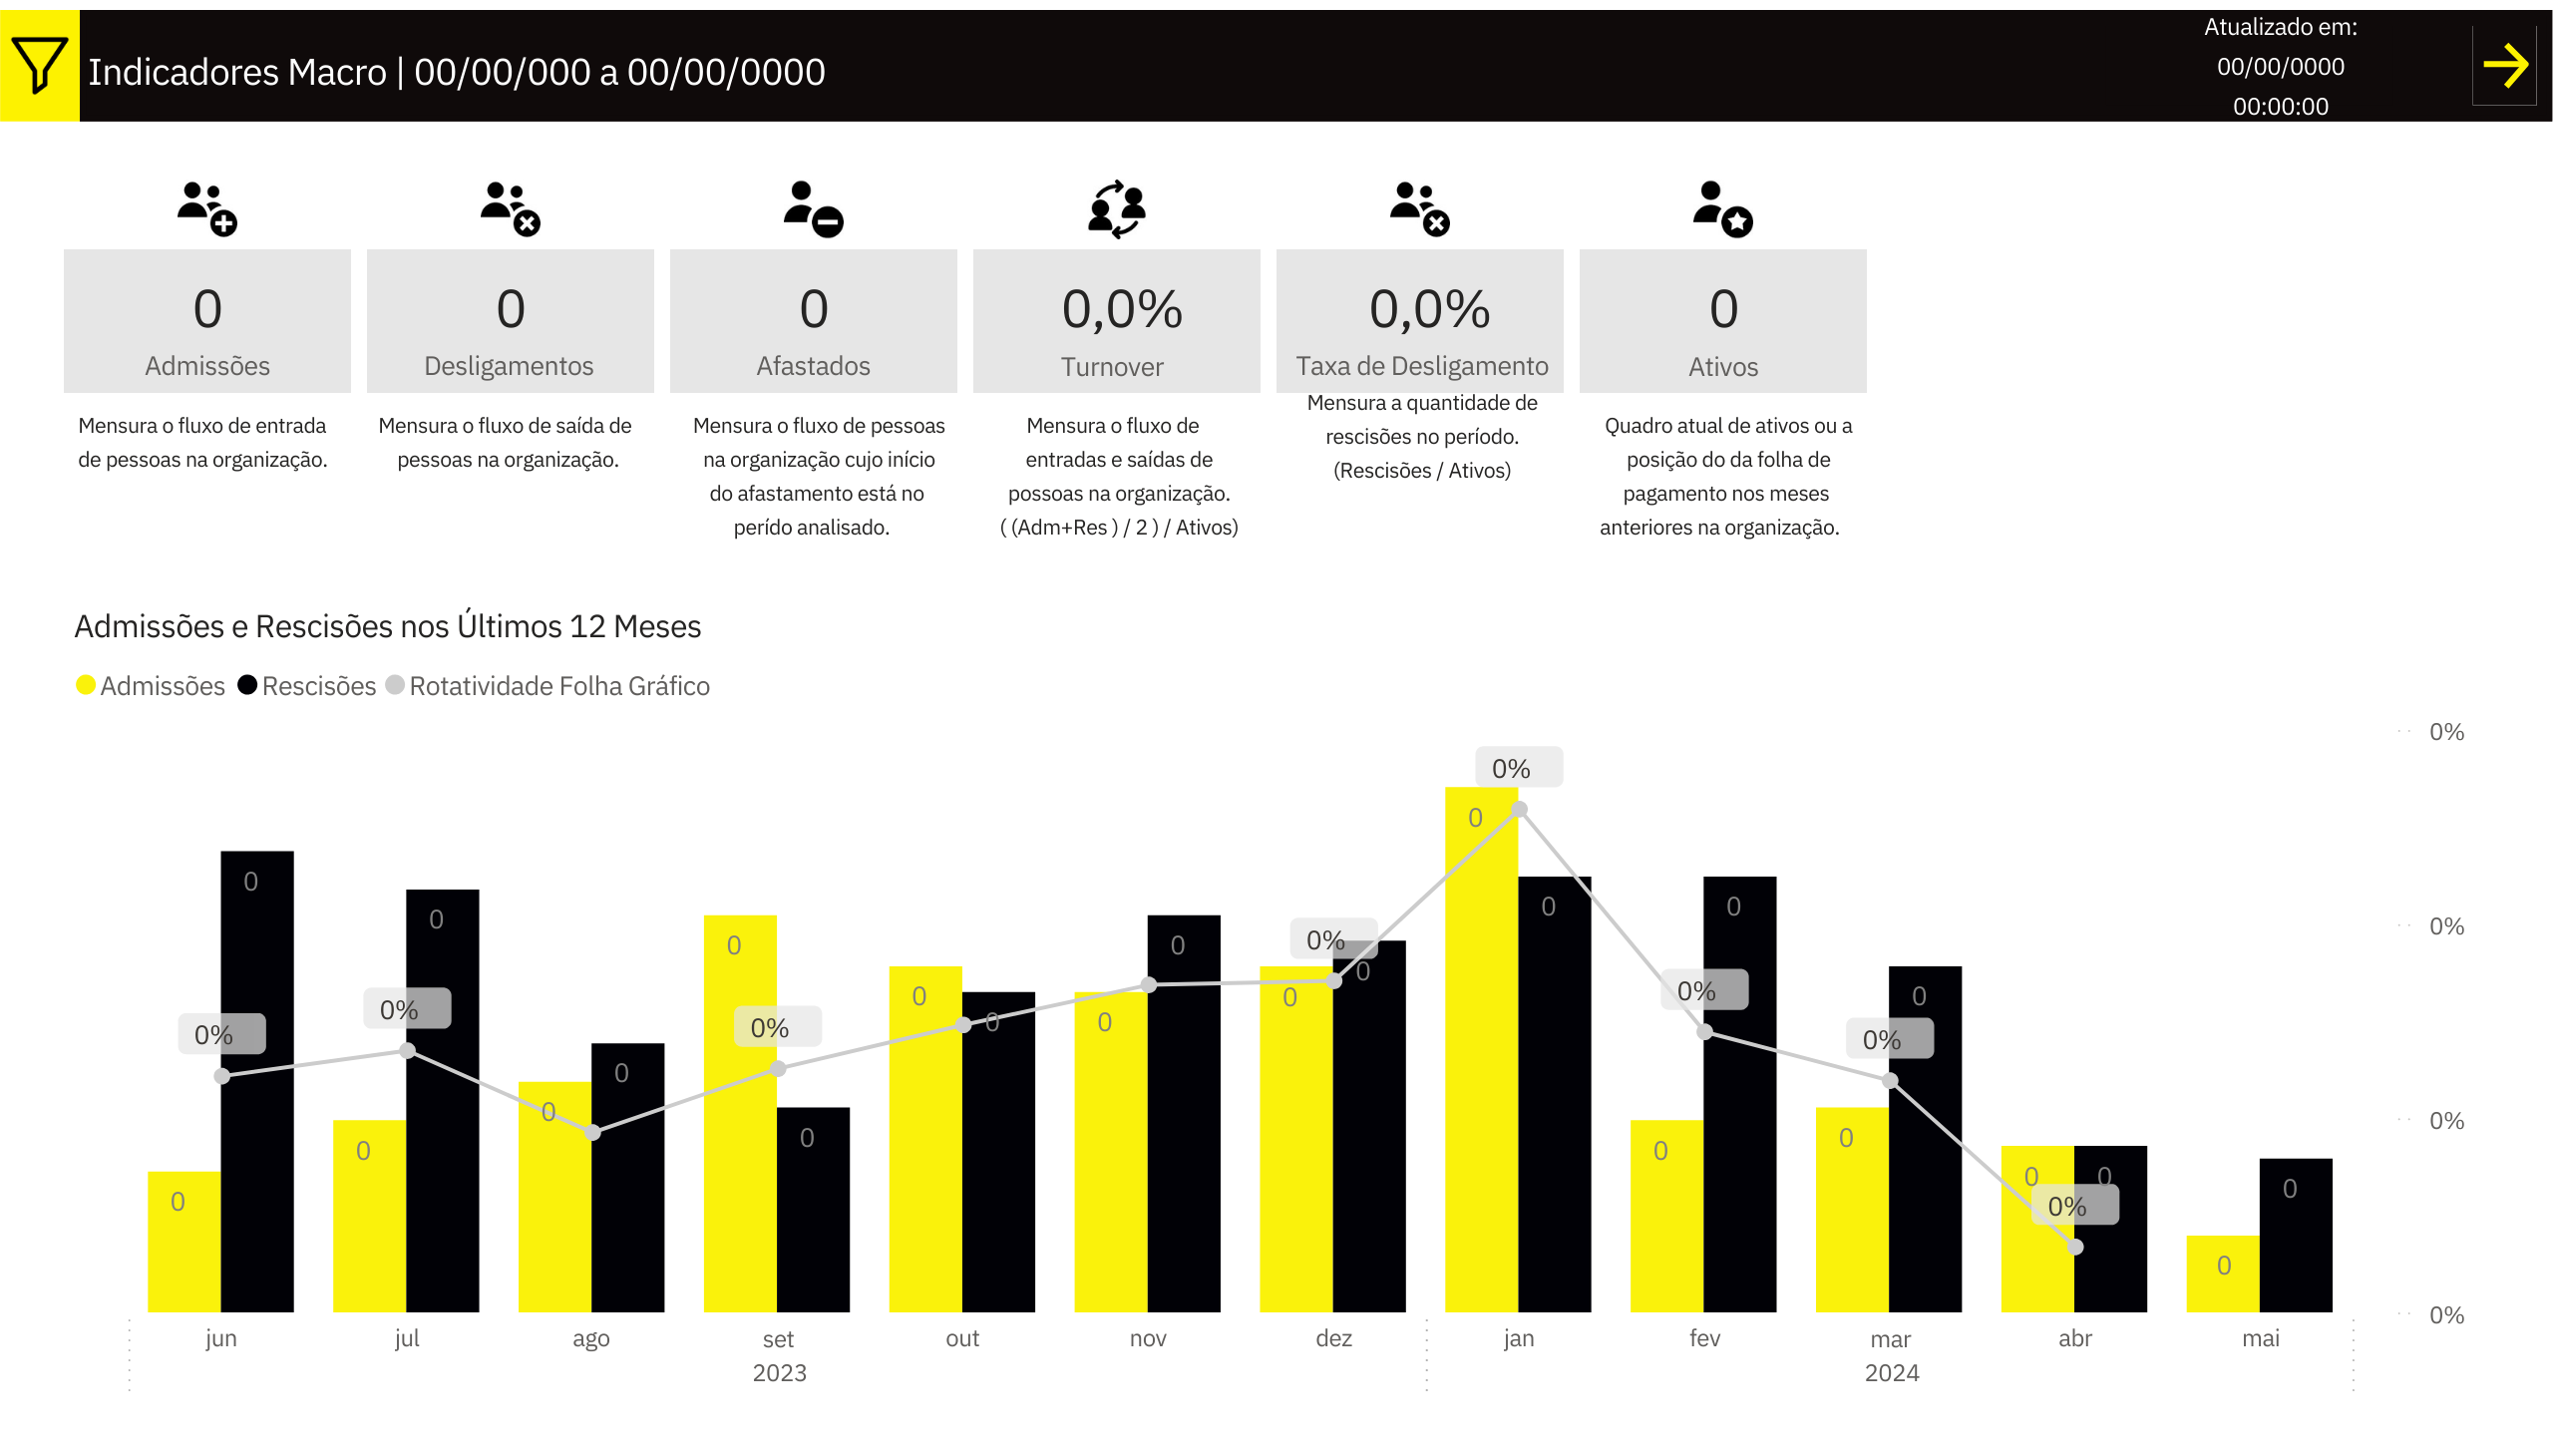 Indicadores Macro | 00/00/000 a 00/00/0000
Atualizado em:
00/00/0000
00:00:00
0
Admissões
Mensura o fluxo de entrada
de pessoas na organização.
0
Desligamentos
Mensura o fluxo de saída de
pessoas na organização.
0
Afastados
Mensura o fluxo de pessoas
na organização cujo início
do afastamento está no
perído analisado.
0,0%
Turnover
Mensura o fluxo de
entradas e saídas de
possoas na organização.
( (Adm+Res ) / 2 ) / Ativos)
0,0%
Taxa de Desligamento
Mensura a quantidade de
rescisões no período.
(Rescisões / Ativos)
0
Ativos
Quadro atual de ativos ou a
posição do da folha de
pagamento nos meses
anteriores na organização.
Admissões e Rescisões nos Últimos 12 Meses
Admissões Rescisões Rotatividade Folha Gráfico
0%
0%
0%
0%
0 0 0%
0 0 0%
0 0
0 0 0%
0 0
0 0
0 0 0%
0 0 0%
0 0 0%
0 0 0%
0 0 0%
0 0
jun jul ago set out nov dez jan fev mar abr mai
2023 2024